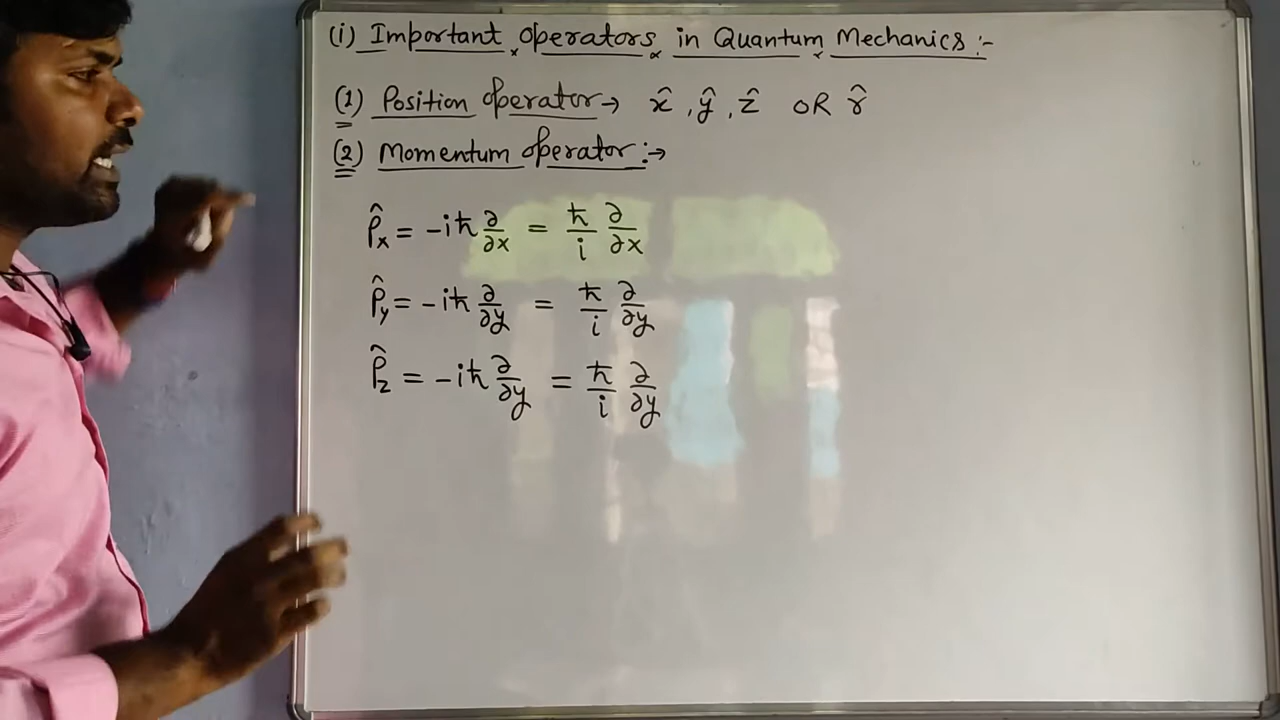 (i) Important operators in Quantum Mechanics :-
(1) Position operator → x̂ , ŷ , ẑ OR r̂
(2) Momentum operator :→
P̂x = -iħ ∂/∂x = ħ/i ∂/∂x
P̂y = -iħ ∂/∂y = ħ/i ∂/∂y
P̂z = -iħ ∂/∂y = ħ/i ∂/∂y